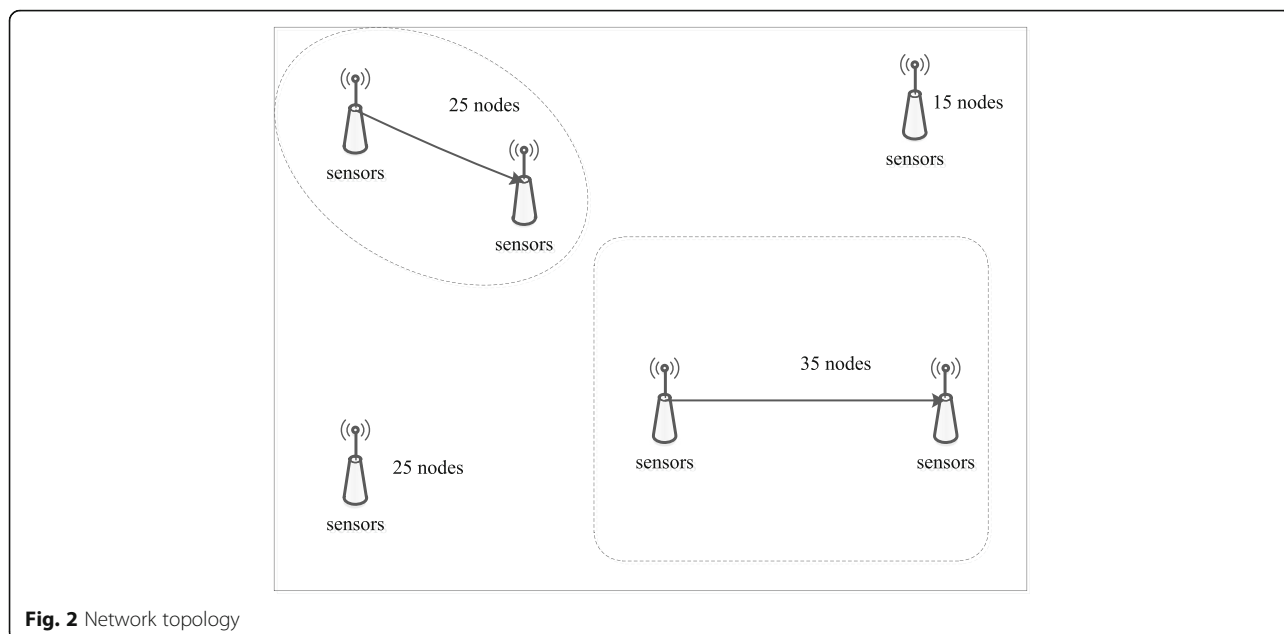 25 nodes
sensors
sensors
15 nodes
sensors
35 nodes
sensors
sensors
25 nodes
sensors
Fig. 2 Network topology